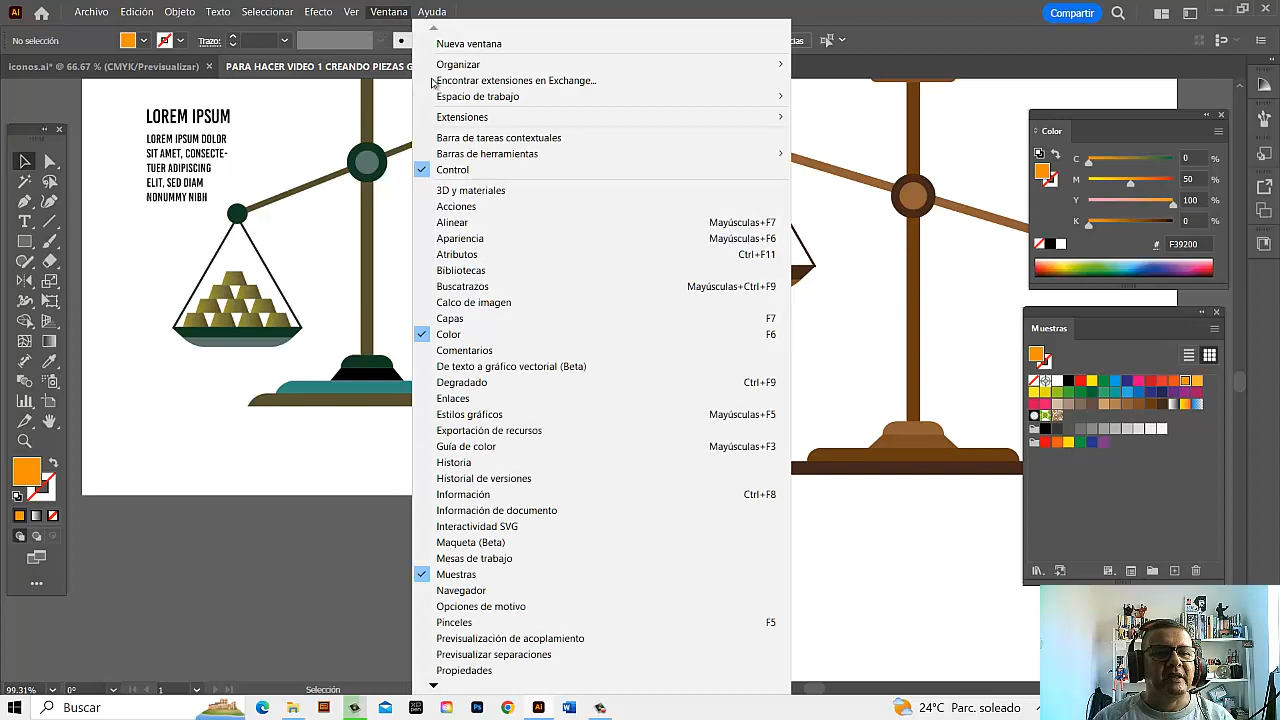 Ai Archivo Edición Objeto Texto Seleccionar Efecto Ver Ventana Ayuda Compartir
No selección Trazo:
iconos.ai* @ 66.67 % (CMY/Previsualizar) × PARA HACER VIDEO 1 CREANDO PIEZAS G
Nueva ventana
Organizar
Encontrar extensiones en Exchange...
Espacio de trabajo
Extensiones
Barra de tareas contextuales
Barras de herramientas
Control
3D y materiales
Acciones
Alinear Mayúsculas+F7
Apariencia Mayúsculas+F6
Atributos Ctrl+F11
Bibliotecas
Buscatrazos Mayúsculas+Ctrl+F9
Calco de imagen
Capas F7
Color F6
Comentarios
De texto a gráfico vectorial (Beta)
Degradado Ctrl+F9
Enlaces
Estilos gráficos Mayúsculas+F5
Exportación de recursos
Guía de color Mayúsculas+F3
Historia
Historial de versiones
Información Ctrl+F8
Información de documento
Interactividad SVG
Maqueta (Beta)
Mesas de trabajo
Muestras
Navegador
Opciones de motivo
Pinceles F5
Previsualización de acoplamiento
Previsualizar separaciones
Propiedades
LOREM IPSUM
LOREM IPSUM DOLOR
SIT AMET, CONSECTE-
TUER ADIPISCING
ELIT, SED DIAM
NONUMMY NIBH
Color
C 0 %
M 50 %
Y 100 %
K 0 %
# F39200
Muestras
99.31% 0° 1 Selección
Buscar 24°C Parc. soleado